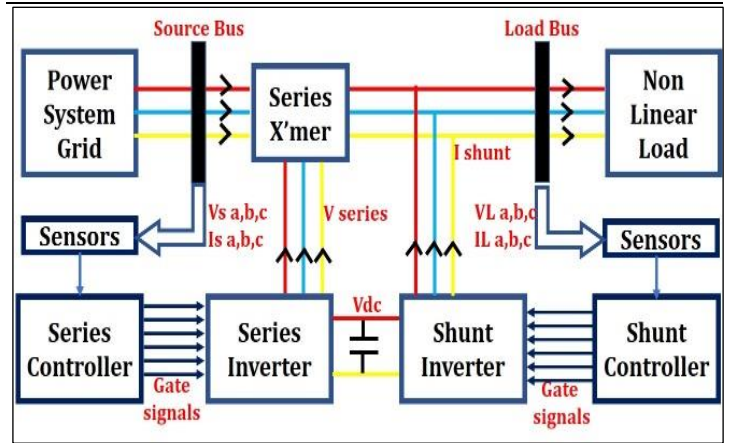 Source Bus
Load Bus
Power
System
Grid
Series
X'mer
Non
Linear
Load
I shunt
Vs a,b,c
Is a,b,c
V series
VL a,b,c
IL a,b,c
Sensors
Sensors
Series
Controller
Series
Inverter
Vdc
Shunt
Inverter
Shunt
Controller
Gate
signals
Gate
signals